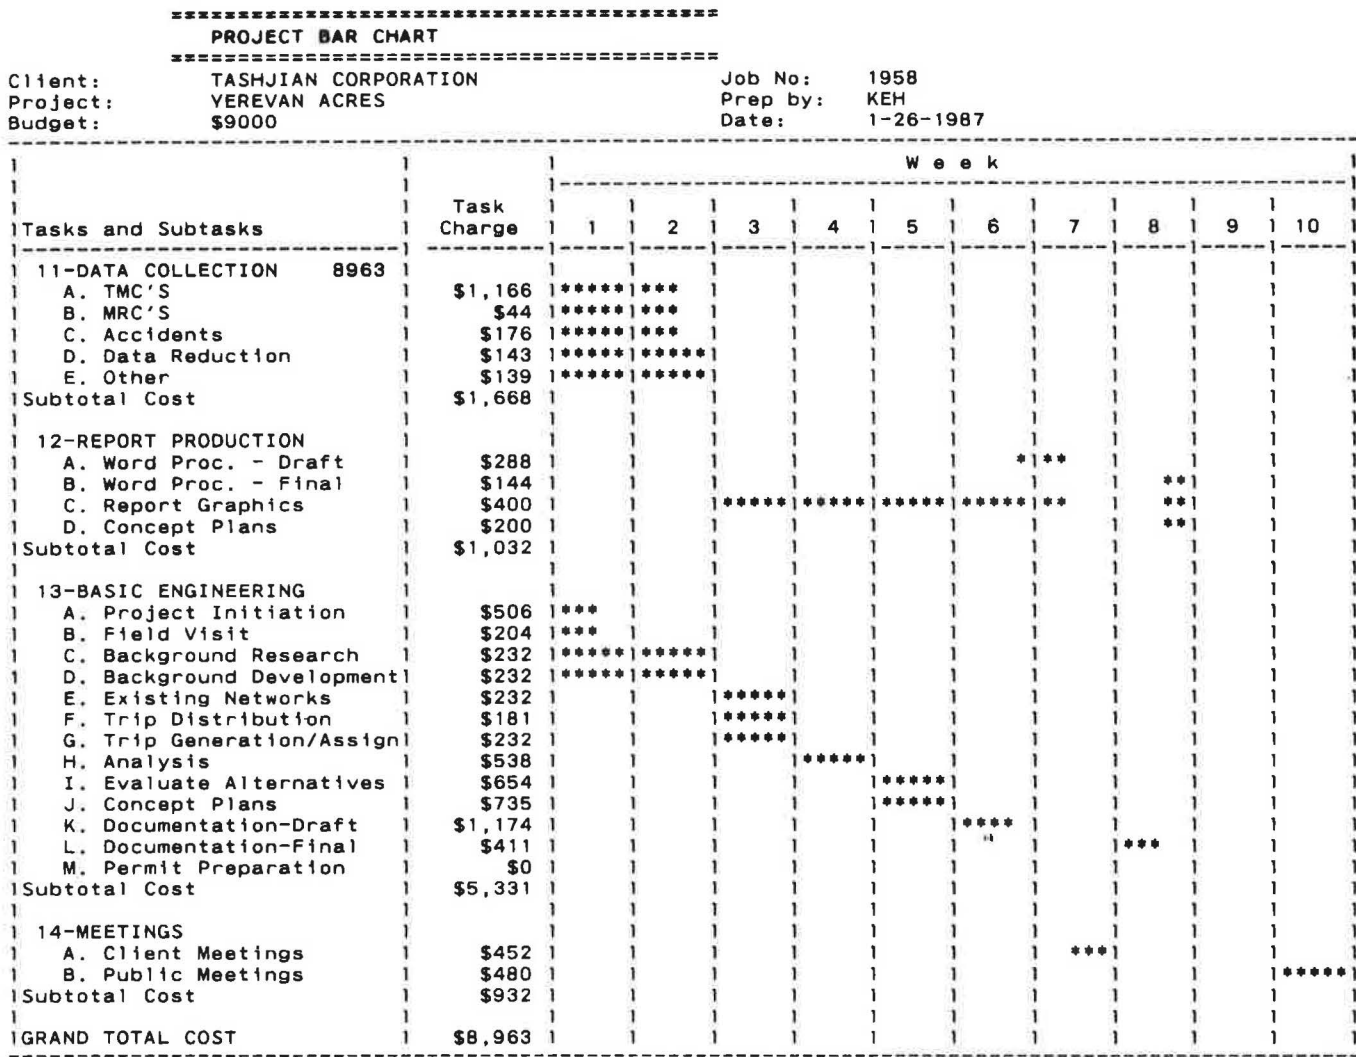 =========================================
PROJECT BAR CHART
=========================================
Client: TASHJIAN CORPORATION Job No: 1958
Project: YEREVAN ACRES Prep by: KEH
Budget: $9000 Date: 1-26-1987
Week
Task
Tasks and Subtasks Charge 1 2 3 4 5 6 7 8 9 10
11-DATA COLLECTION 8963
A. TMC'S $1,166 ***** ***
B. MRC'S $44 ***** ***
C. Accidents $176 ***** ***
D. Data Reduction $143 ***** *****
E. Other $139 ***** *****
Subtotal Cost $1,668
12-REPORT PRODUCTION
A. Word Proc. - Draft $288 * **
B. Word Proc. - Final $144 **
C. Report Graphics $400 ***** ***** ***** ***** ** **
D. Concept Plans $200 **
Subtotal Cost $1,032
13-BASIC ENGINEERING
A. Project Initiation $506 ***
B. Field Visit $204 ***
C. Background Research $232 ***** *****
D. Background Development $232 ***** *****
E. Existing Networks $232 *****
F. Trip Distribution $181 *****
G. Trip Generation/Assign $232 *****
H. Analysis $538 *****
I. Evaluate Alternatives $654 *****
J. Concept Plans $735 *****
K. Documentation-Draft $1,174 ****
L. Documentation-Final $411 ***
M. Permit Preparation $0
Subtotal Cost $5,331
14-MEETINGS
A. Client Meetings $452 ***
B. Public Meetings $480 *****
Subtotal Cost $932
GRAND TOTAL COST $8,963